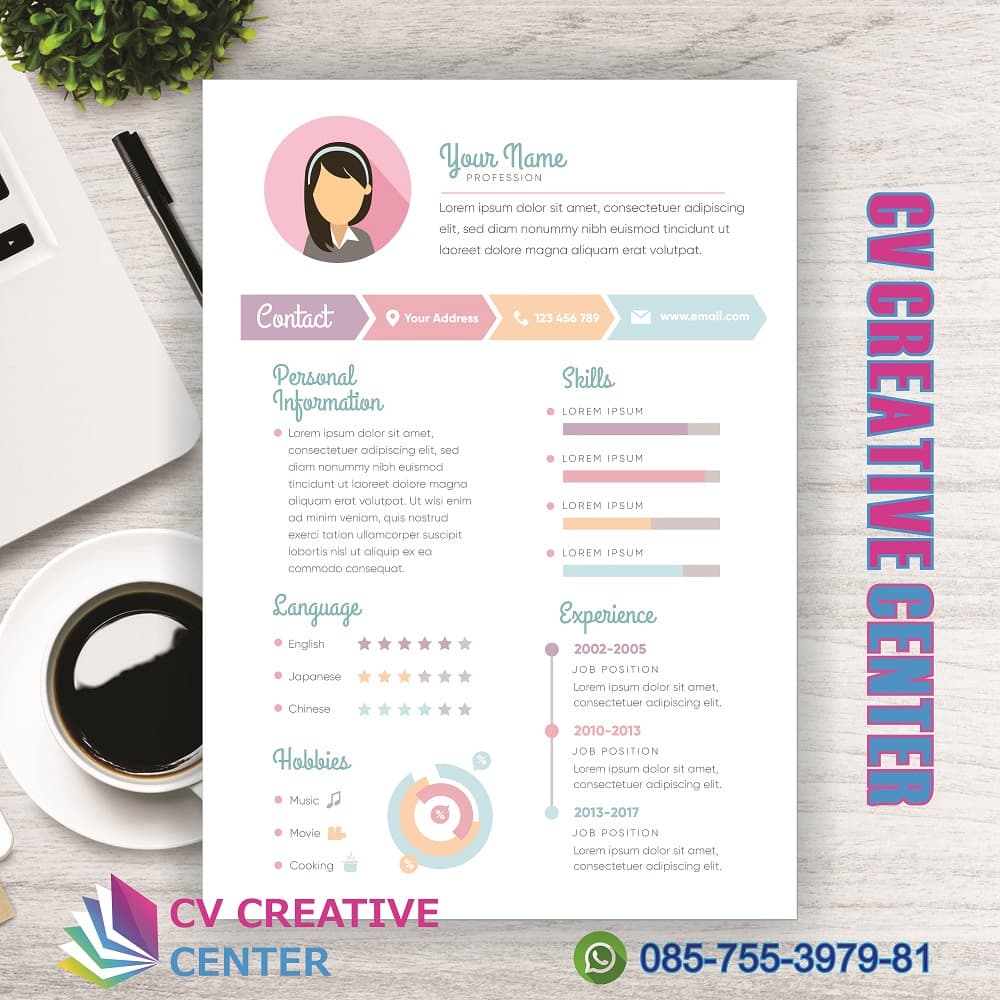 Your Name
PROFESSION
Lorem ipsum dolor sit amet, consectetuer adipiscing
elit, sed diam nonummy nibh euismod tincidunt ut
laoreet dolore magna aliquam erat volutpat.
Contact
Your Address
123 456 789
www.email.com
Personal
Information
Lorem ipsum dolor sit amet,
consectetuer adipiscing elit, sed
diam nonummy nibh euismod
tincidunt ut laoreet dolore magna
aliquam erat volutpat. Ut wisi enim
ad minim veniam, quis nostrud
exerci tation ullamcorper suscipit
lobortis nisl ut aliquip ex ea
commodo consequat.
Language
English
Japanese
Chinese
Hobbies
Music
Movie
Cooking
%
%
%
Skills
LOREM IPSUM
LOREM IPSUM
LOREM IPSUM
LOREM IPSUM
Experience
2002-2005
JOB POSITION
Lorem ipsum dolor sit amet,
consectetuer adipiscing elit.
2010-2013
JOB POSITION
Lorem ipsum dolor sit amet,
consectetuer adipiscing elit.
2013-2017
JOB POSITION
Lorem ipsum dolor sit amet,
consectetuer adipiscing elit.
CV CREATIVE CENTER
CV CREATIVE
CENTER
085-755-3979-81